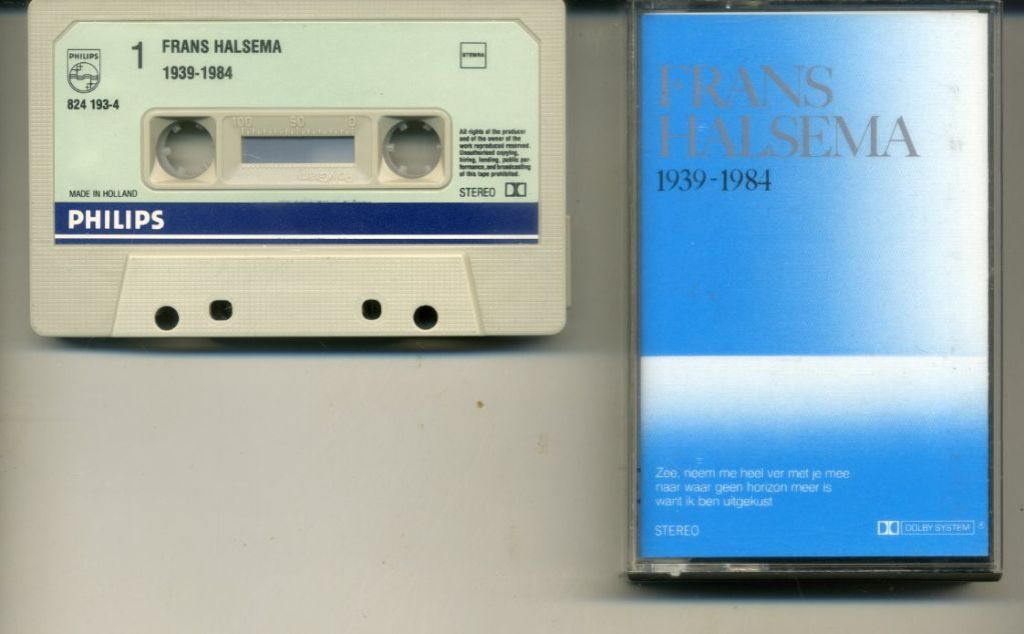 PHILIPS
824 193-4
1
FRANS HALSEMA
1939-1984
STEMRA
100 50 0
All rights of the producer
and of the owner of the
work reproduced reserved.
Unauthorised copying,
hiring, lending, public per-
formance, and broadcasting
of this tape prohibited.
MADE IN HOLLAND
STEREO
PHILIPS
FRANS
HALSEMA
1939-1984
Zee, neem me heel ver met je mee
naar waar geen horizon meer is
want ik ben uitgekust
STEREO
DOLBY SYSTEM ®